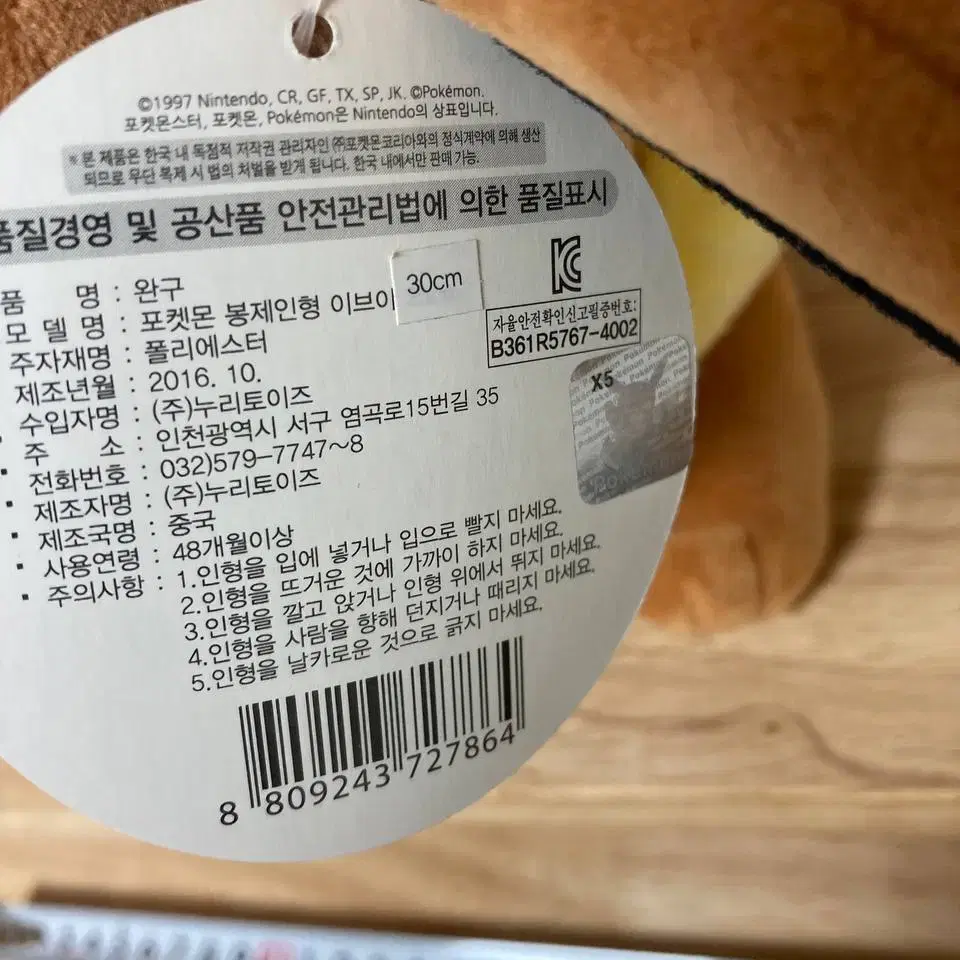 ©1997 Nintendo, CR, GF, TX, SP, JK. ©Pokémon.
포켓몬스터, 포켓몬, Pokémon은 Nintendo의 상표입니다.
※ 본 제품은 한국 내 독점적 저작권 관리자인 ㈜포켓몬코리아와의 정식계약에 의해 생산
되므로 무단 복제 시 법의 처벌을 받게 됩니다. 한국 내에서만 판매 가능.
품질경영 및 공산품 안전관리법에 의한 품질표시
품 명 : 완구
모 델 명 : 포켓몬 봉제인형 이브이 30cm
주자재명 : 폴리에스터
제조년월 : 2016. 10.
수입자명 : (주)누리토이즈
주 소 : 인천광역시 서구 염곡로15번길 35
전화번호 : 032)579-7747~8
제조자명 : (주)누리토이즈
제조국명 : 중국
사용연령 : 48개월이상
주의사항 : 1.인형을 입에 넣거나 입으로 빨지 마세요.
2.인형을 뜨거운 것에 가까이 하지 마세요.
3.인형을 깔고 앉거나 인형 위에서 뛰지 마세요.
4.인형을 사람을 향해 던지거나 때리지 마세요.
5.인형을 날카로운 것으로 긁지 마세요.
자율안전확인신고필증번호:
B361R5767-4002
X5
Pokémon
8 809243 727864